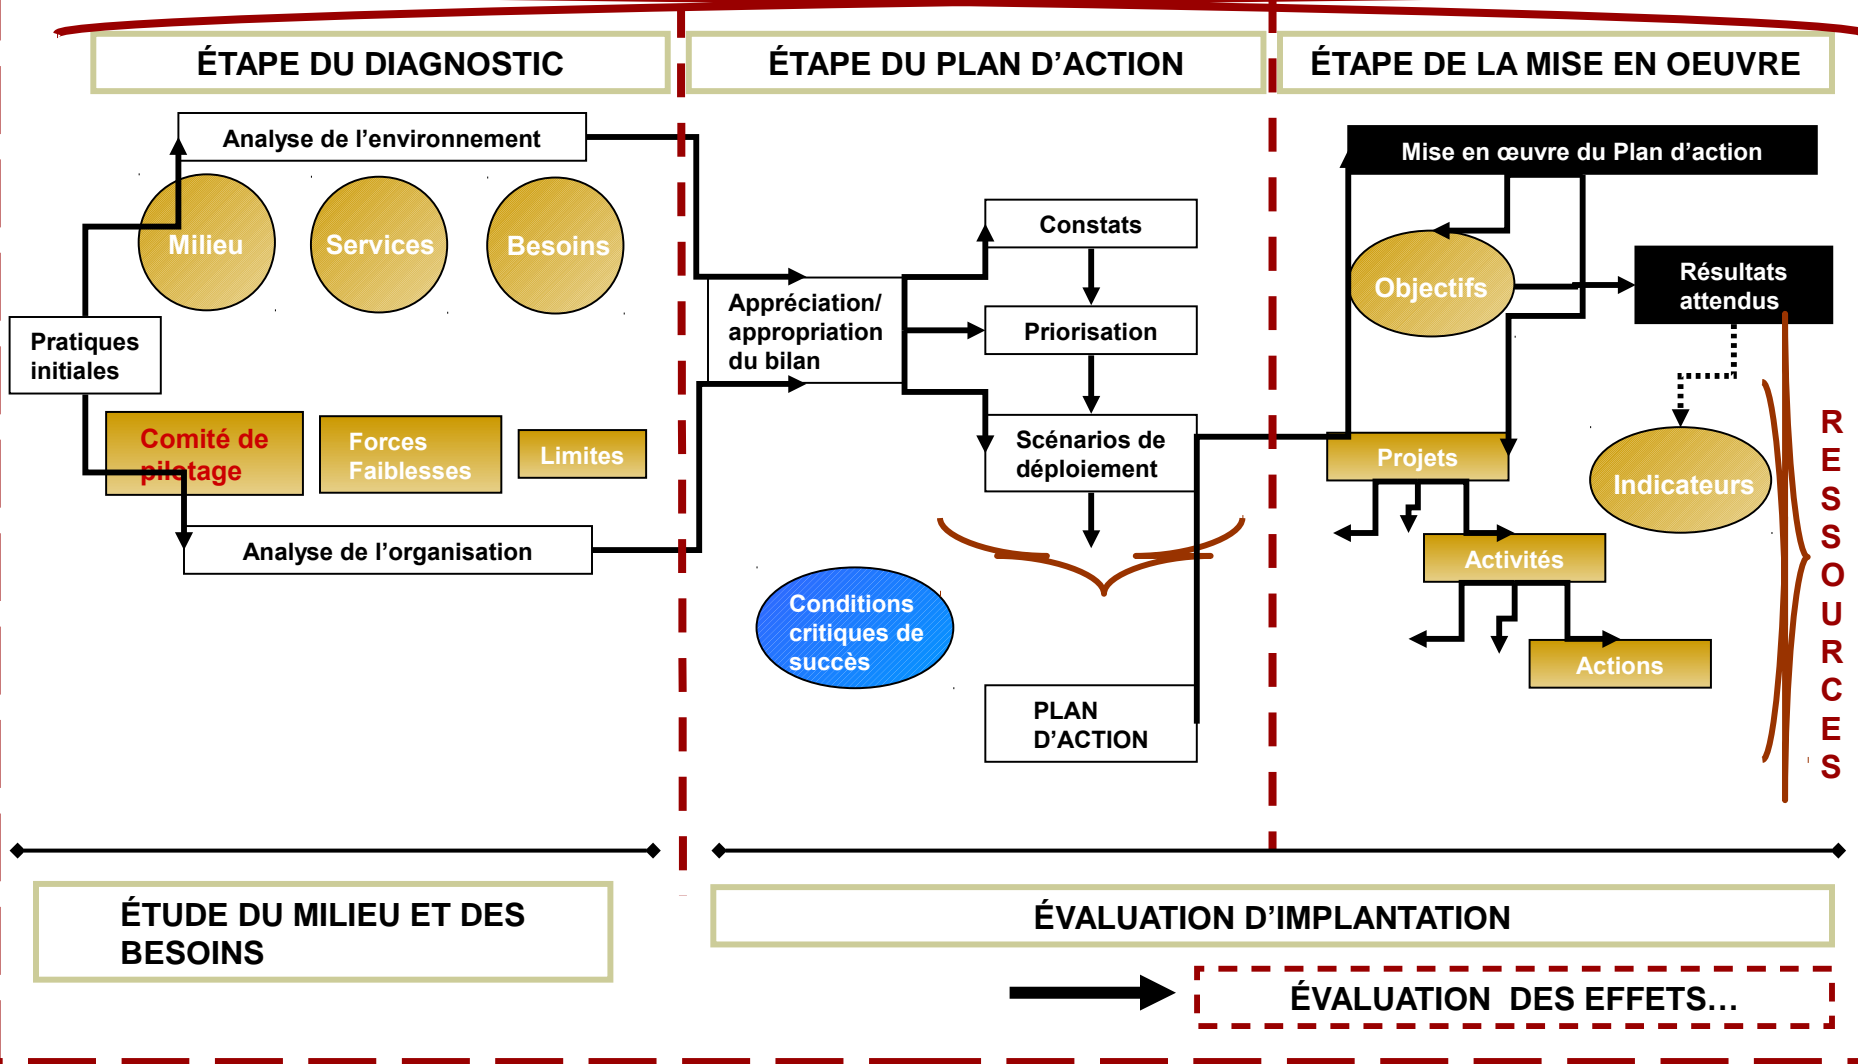 ÉTAPE DU DIAGNOSTIC
ÉTAPE DU PLAN D’ACTION
ÉTAPE DE LA MISE EN OEUVRE
Analyse de l’environnement
Milieu
Services
Besoins
Pratiques
initiales
Comité de
pilotage
Forces
Faiblesses
Limites
Analyse de l’organisation
Appréciation/
appropriation
du bilan
Constats
Priorisation
Scénarios de
déploiement
Conditions
critiques de
succès
PLAN
D’ACTION
Mise en œuvre du Plan d’action
Objectifs
Résultats
attendus
Projets
Indicateurs
Activités
Actions
R
E
S
S
O
U
R
C
E
S
ÉTUDE DU MILIEU ET DES
BESOINS
ÉVALUATION D’IMPLANTATION
ÉVALUATION  DES EFFETS…